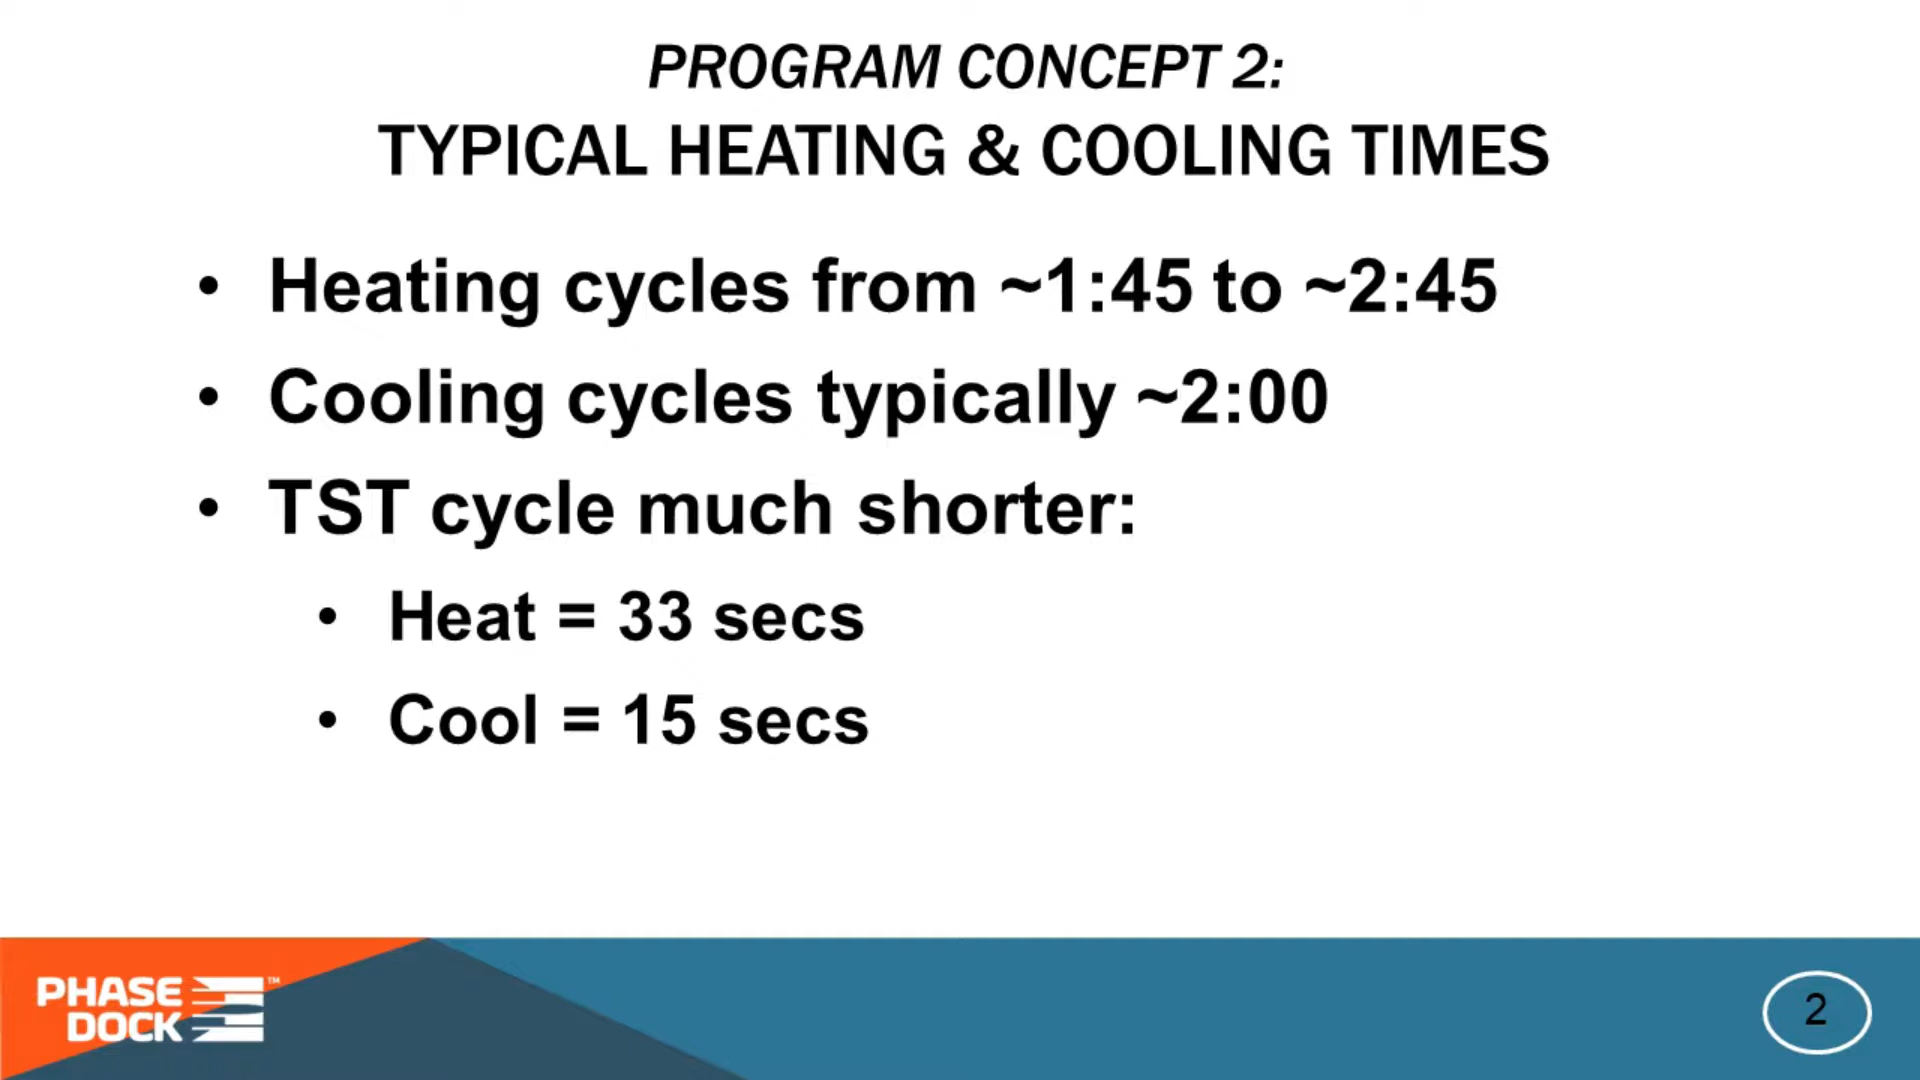 PROGRAM CONCEPT 2:
TYPICAL HEATING & COOLING TIMES
• Heating cycles from ~1:45 to ~2:45
• Cooling cycles typically ~2:00
• TST cycle much shorter:
• Heat = 33 secs
• Cool = 15 secs
PHASE
DOCK ™
2